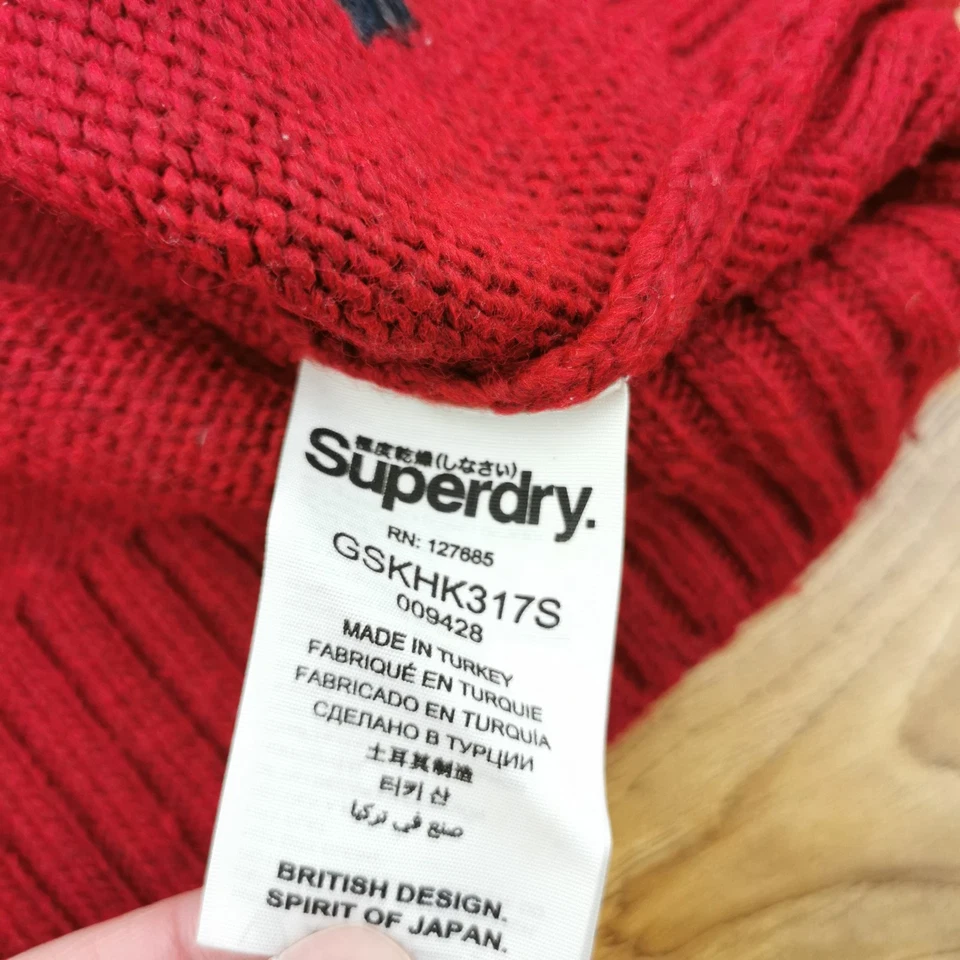 極度乾燥(しなさい)
Superdry.
RN: 127685
GSKHK317S
009428
MADE IN TURKEY
FABRIQUÉ EN TURQUIE
FABRICADO EN TURQUÍA
СДЕЛАНО В ТУРЦИИ
土耳其制造
터키 산
صنع في تركيا
BRITISH DESIGN.
SPIRIT OF JAPAN.